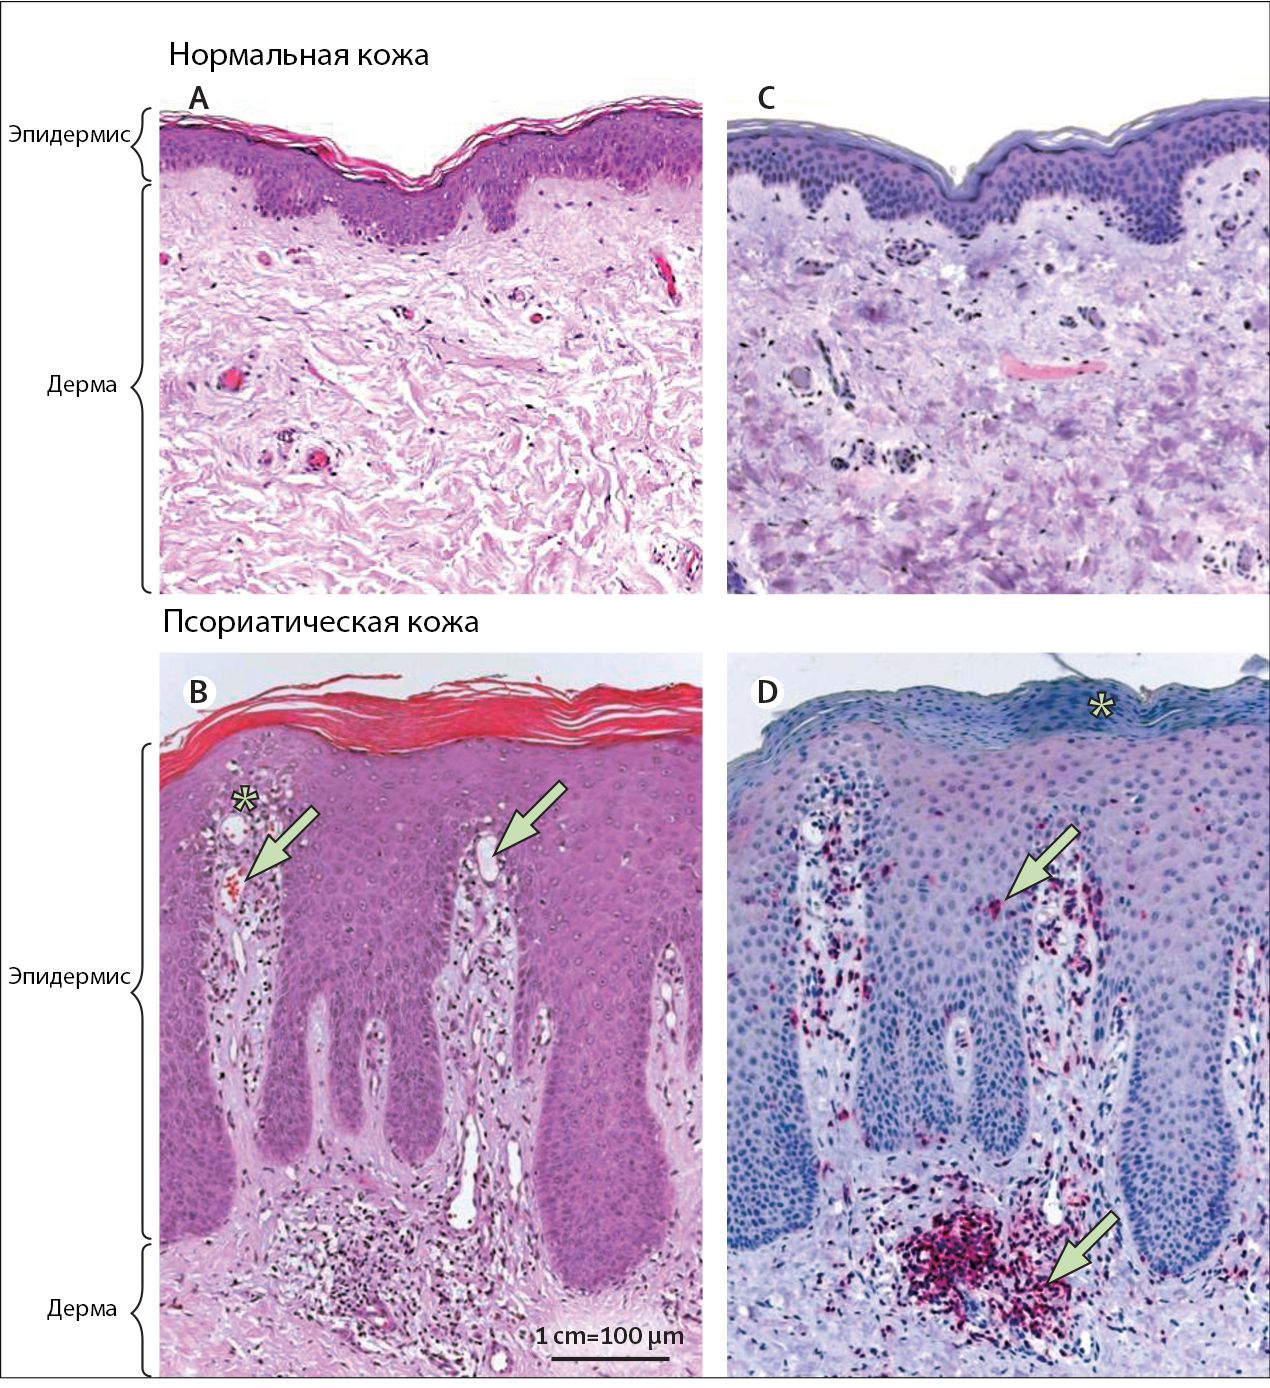 Нормальная кожа
A
C
Эпидермис
Дерма
Псориатическая кожа
B
D
*
*
Эпидермис
Дерма
1 cm=100 μm